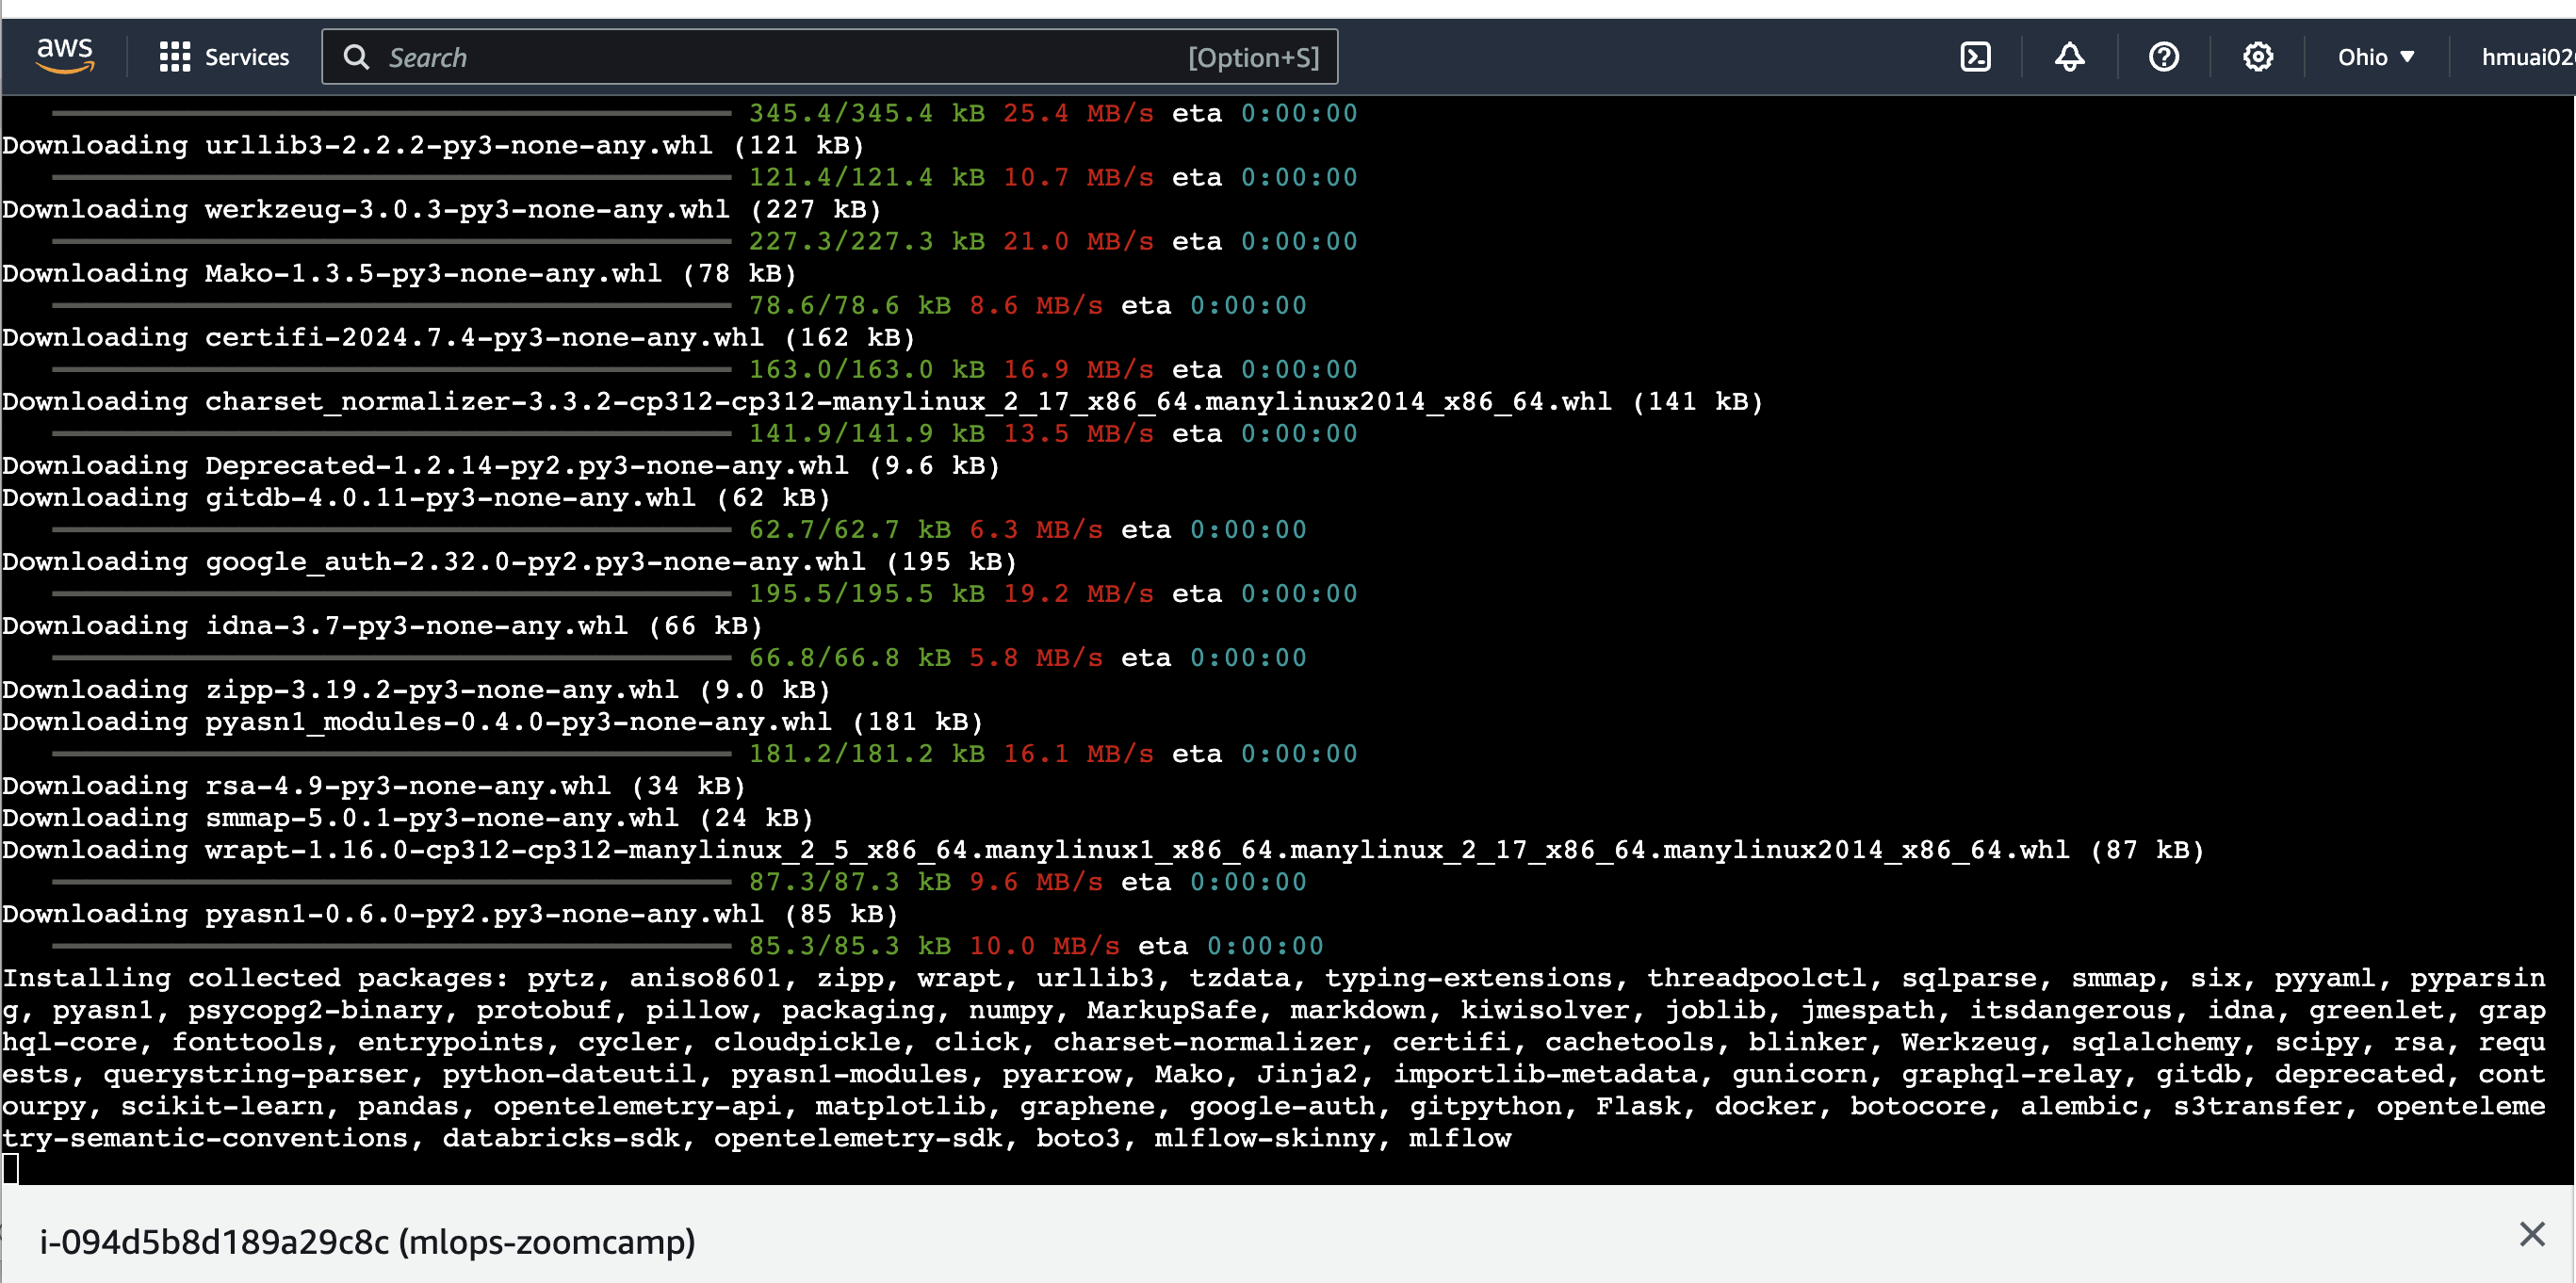 aws
Services
Search [Option+S]
Ohio
hmuai02
345.4/345.4 kB 25.4 MB/s eta 0:00:00
Downloading urllib3-2.2.2-py3-none-any.whl (121 kB)
121.4/121.4 kB 10.7 MB/s eta 0:00:00
Downloading werkzeug-3.0.3-py3-none-any.whl (227 kB)
227.3/227.3 kB 21.0 MB/s eta 0:00:00
Downloading Mako-1.3.5-py3-none-any.whl (78 kB)
78.6/78.6 kB 8.6 MB/s eta 0:00:00
Downloading certifi-2024.7.4-py3-none-any.whl (162 kB)
163.0/163.0 kB 16.9 MB/s eta 0:00:00
Downloading charset_normalizer-3.3.2-cp312-cp312-manylinux_2_17_x86_64.manylinux2014_x86_64.whl (141 kB)
141.9/141.9 kB 13.5 MB/s eta 0:00:00
Downloading Deprecated-1.2.14-py2.py3-none-any.whl (9.6 kB)
Downloading gitdb-4.0.11-py3-none-any.whl (62 kB)
62.7/62.7 kB 6.3 MB/s eta 0:00:00
Downloading google_auth-2.32.0-py2.py3-none-any.whl (195 kB)
195.5/195.5 kB 19.2 MB/s eta 0:00:00
Downloading idna-3.7-py3-none-any.whl (66 kB)
66.8/66.8 kB 5.8 MB/s eta 0:00:00
Downloading zipp-3.19.2-py3-none-any.whl (9.0 kB)
Downloading pyasn1_modules-0.4.0-py3-none-any.whl (181 kB)
181.2/181.2 kB 16.1 MB/s eta 0:00:00
Downloading rsa-4.9-py3-none-any.whl (34 kB)
Downloading smmap-5.0.1-py3-none-any.whl (24 kB)
Downloading wrapt-1.16.0-cp312-cp312-manylinux_2_5_x86_64.manylinux1_x86_64.manylinux_2_17_x86_64.manylinux2014_x86_64.whl (87 kB)
87.3/87.3 kB 9.6 MB/s eta 0:00:00
Downloading pyasn1-0.6.0-py2.py3-none-any.whl (85 kB)
85.3/85.3 kB 10.0 MB/s eta 0:00:00
Installing collected packages: pytz, aniso8601, zipp, wrapt, urllib3, tzdata, typing-extensions, threadpoolctl, sqlparse, smmap, six, pyyaml, pyparsin
g, pyasn1, psycopg2-binary, protobuf, pillow, packaging, numpy, MarkupSafe, markdown, kiwisolver, joblib, jmespath, itsdangerous, idna, greenlet, grap
hql-core, fonttools, entrypoints, cycler, cloudpickle, click, charset-normalizer, certifi, cachetools, blinker, Werkzeug, sqlalchemy, scipy, rsa, requ
ests, querystring-parser, python-dateutil, pyasn1-modules, pyarrow, Mako, Jinja2, importlib-metadata, gunicorn, graphql-relay, gitdb, deprecated, cont
ourpy, scikit-learn, pandas, opentelemetry-api, matplotlib, graphene, google-auth, gitpython, Flask, docker, botocore, alembic, s3transfer, openteleme
try-semantic-conventions, databricks-sdk, opentelemetry-sdk, boto3, mlflow-skinny, mlflow
i-094d5b8d189a29c8c (mlops-zoomcamp)